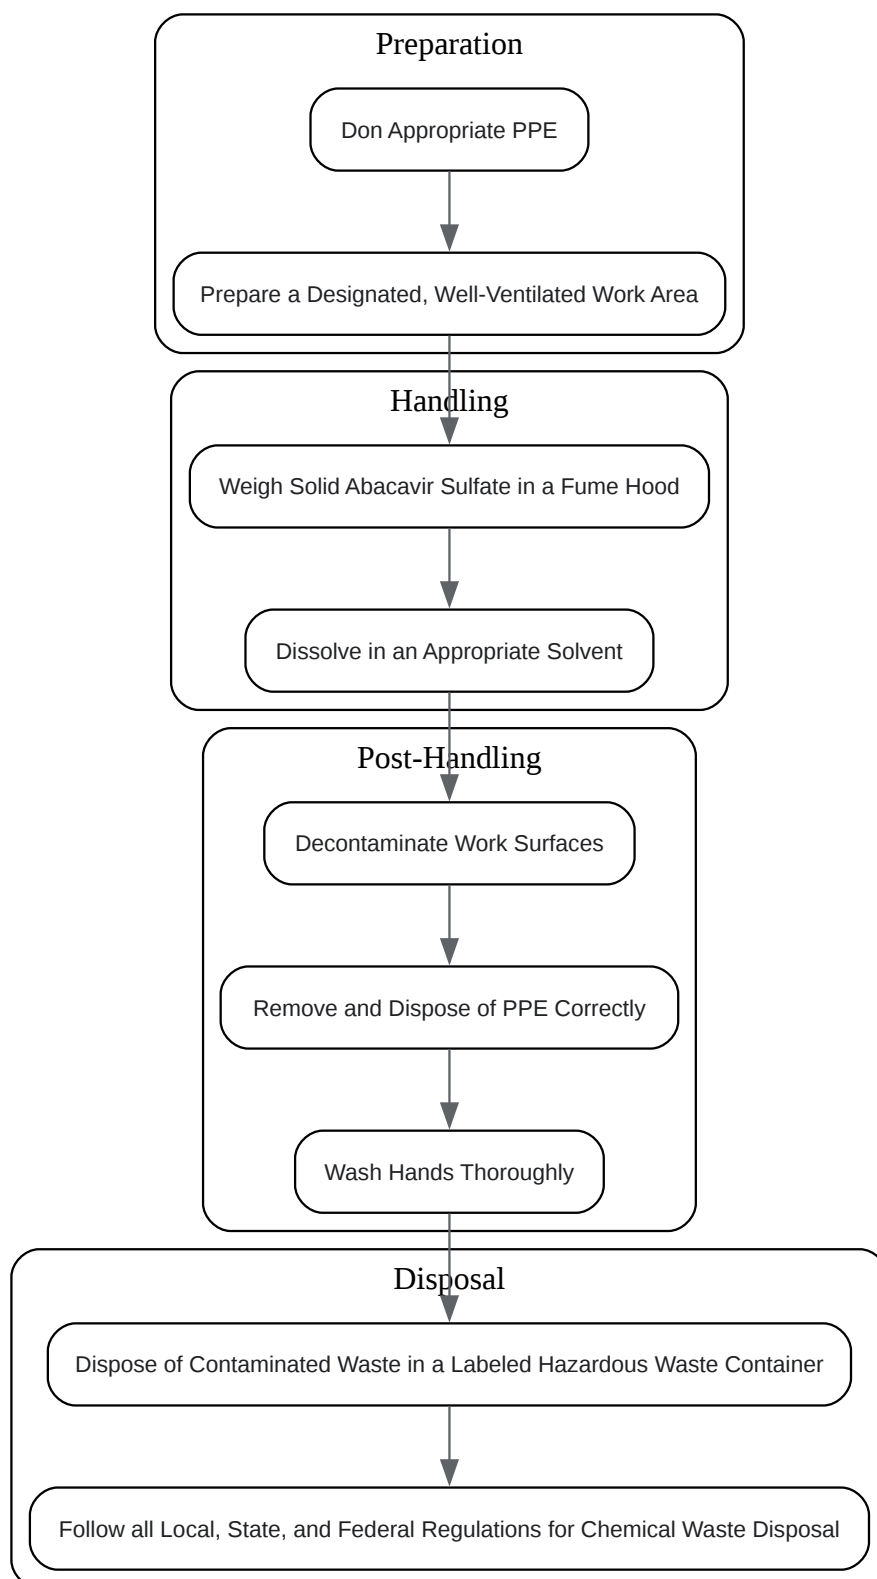 Preparation
Don Appropriate PPE
Prepare a Designated, Well-Ventilated Work Area
Handling
Weigh Solid Abacavir Sulfate in a Fume Hood
Dissolve in an Appropriate Solvent
Post-Handling
Decontaminate Work Surfaces
Remove and Dispose of PPE Correctly
Wash Hands Thoroughly
Disposal
Dispose of Contaminated Waste in a Labeled Hazardous Waste Container
Follow all Local, State, and Federal Regulations for Chemical Waste Disposal